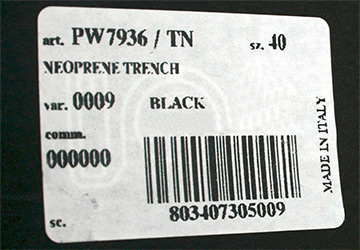 art. PW7936 / TN sz. 40
NEOPRENE TRENCH
var. 0009 BLACK
comm.
000000
803407305009
sc.
MADE IN ITALY